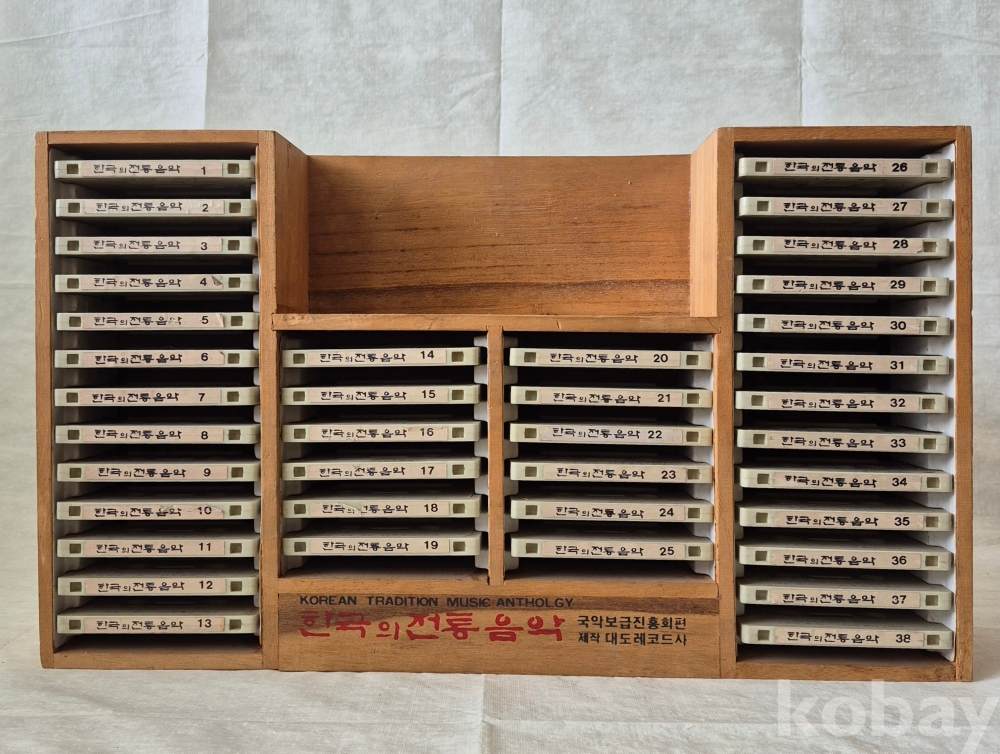 한국의전통음악 1
한국의전통음악 2
한국의전통음악 3
한국의전통음악 4
한국의전통음악 5
한국의전통음악 6
한국의전통음악 7
한국의전통음악 8
한국의전통음악 9
한국의전통음악 10
한국의전통음악 11
한국의전통음악 12
한국의전통음악 13
한국의전통음악 14
한국의전통음악 15
한국의전통음악 16
한국의전통음악 17
한국의전통음악 18
한국의전통음악 19
한국의전통음악 20
한국의전통음악 21
한국의전통음악 22
한국의전통음악 23
한국의전통음악 24
한국의전통음악 25
한국의전통음악 26
한국의전통음악 27
한국의전통음악 28
한국의전통음악 29
한국의전통음악 30
한국의전통음악 31
한국의전통음악 32
한국의전통음악 33
한국의전통음악 34
한국의전통음악 35
한국의전통음악 36
한국의전통음악 37
한국의전통음악 38
KOREAN TRADITION MUSIC ANTHOLGY
한국의전통음악
국악보급진흥회편
제작 대도레코드사
kobay